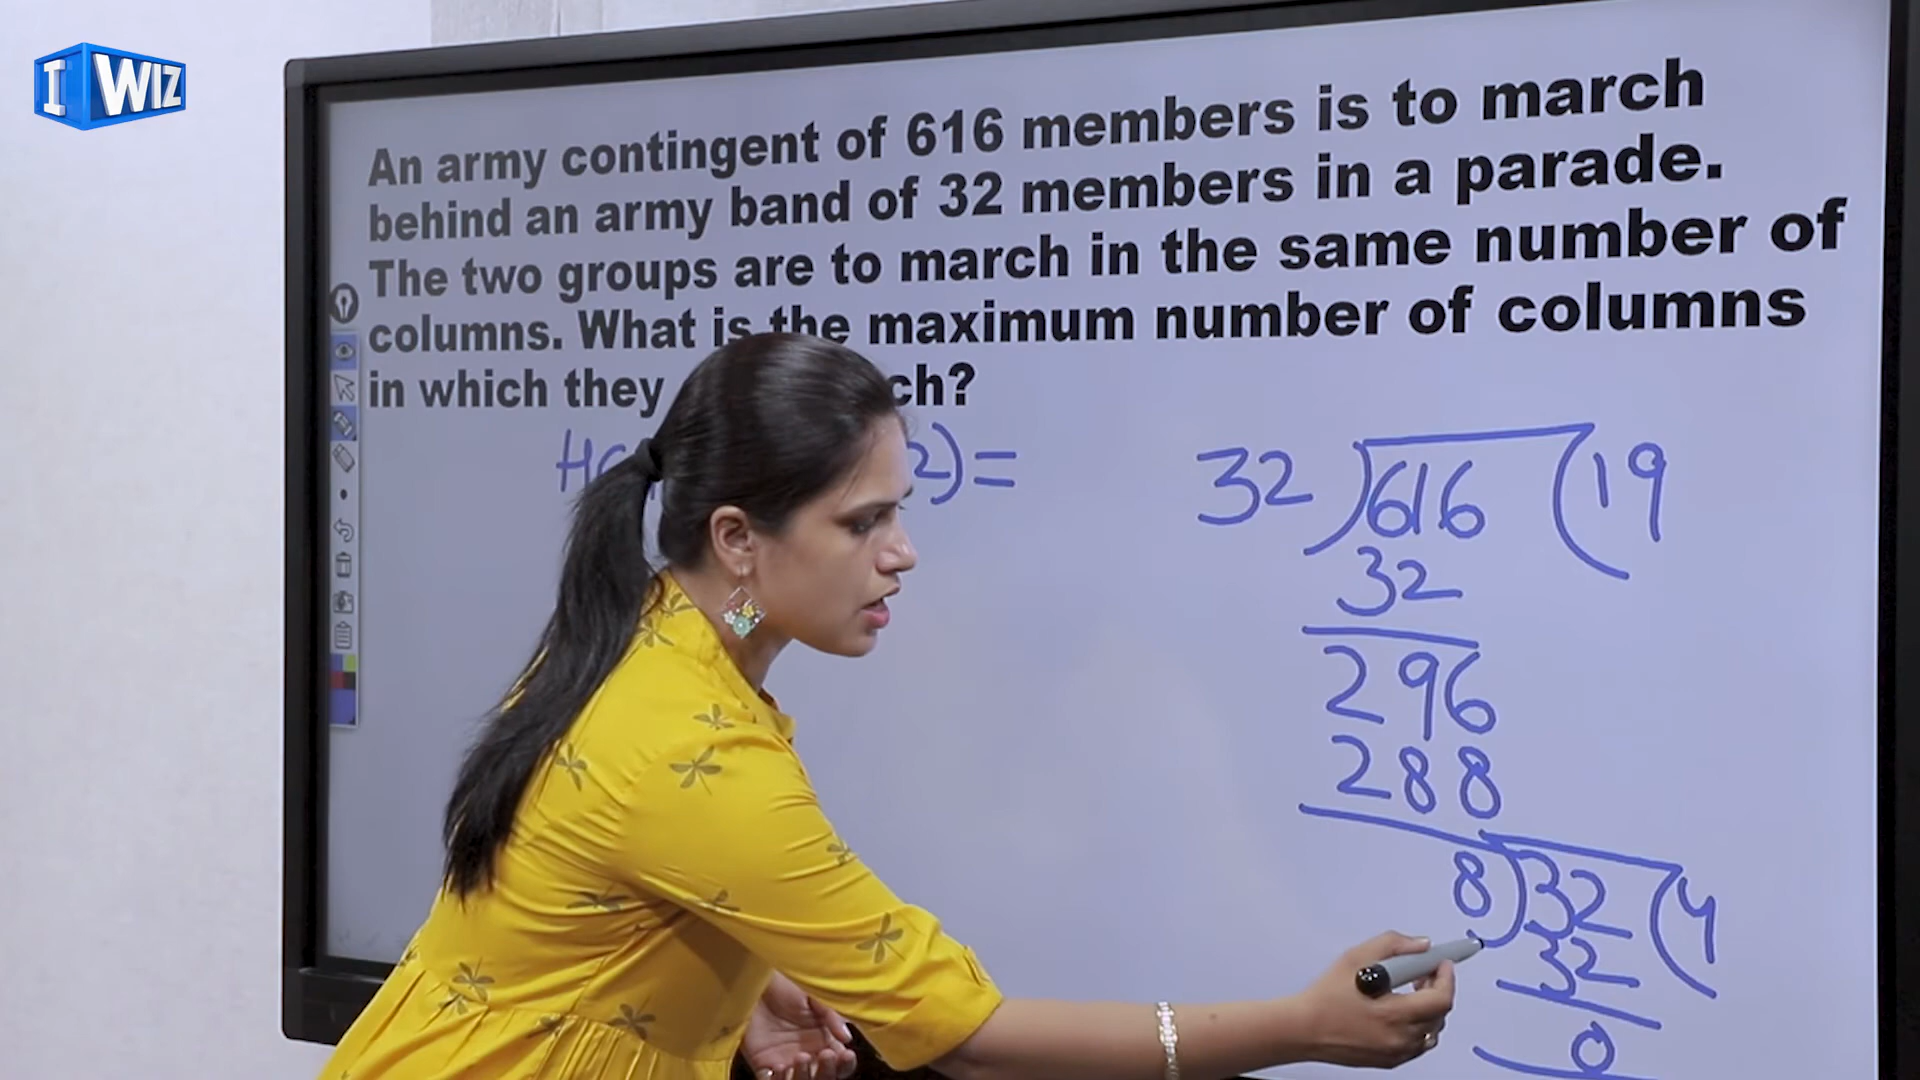 I WIZ
An army contingent of 616 members is to march
behind an army band of 32 members in a parade.
The two groups are to march in the same number of
columns. What is the maximum number of columns
in which they ch?
H 2) =
32 ) 616 ( 19
32
296
288
8 ) 32 ( 4
32
0